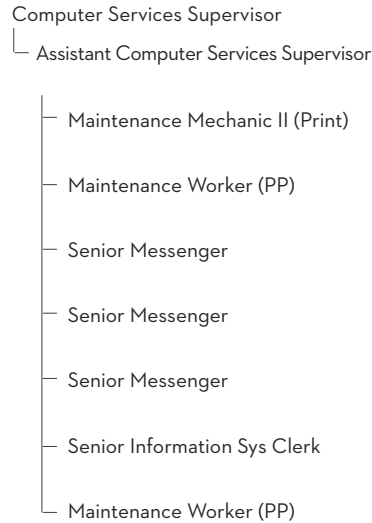 Computer Services Supervisor
Assistant Computer Services Supervisor
Maintenance Mechanic II (Print)
Maintenance Worker (PP)
Senior Messenger
Senior Messenger
Senior Messenger
Senior Information Sys Clerk
Maintenance Worker (PP)